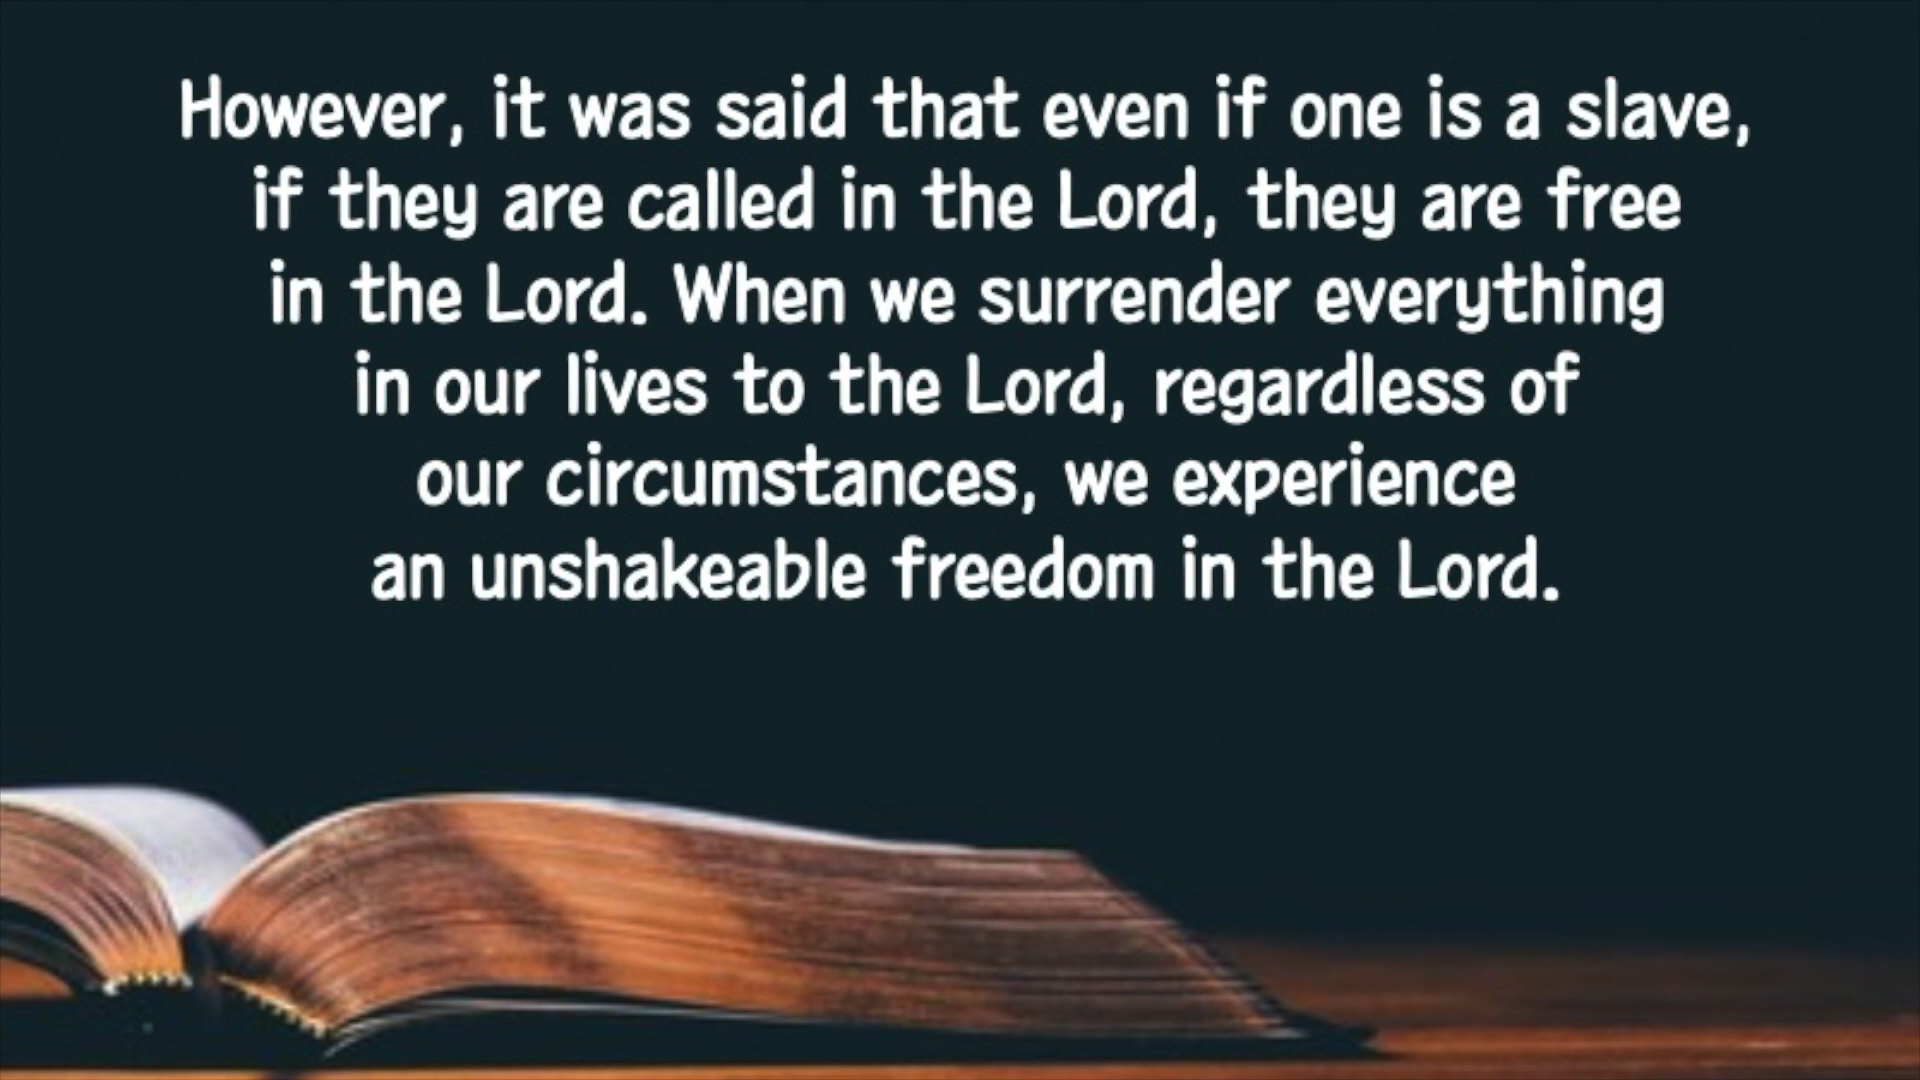 However, it was said that even if one is a slave,
if they are called in the Lord, they are free
in the Lord. When we surrender everything
in our lives to the Lord, regardless of
our circumstances, we experience
an unshakeable freedom in the Lord.